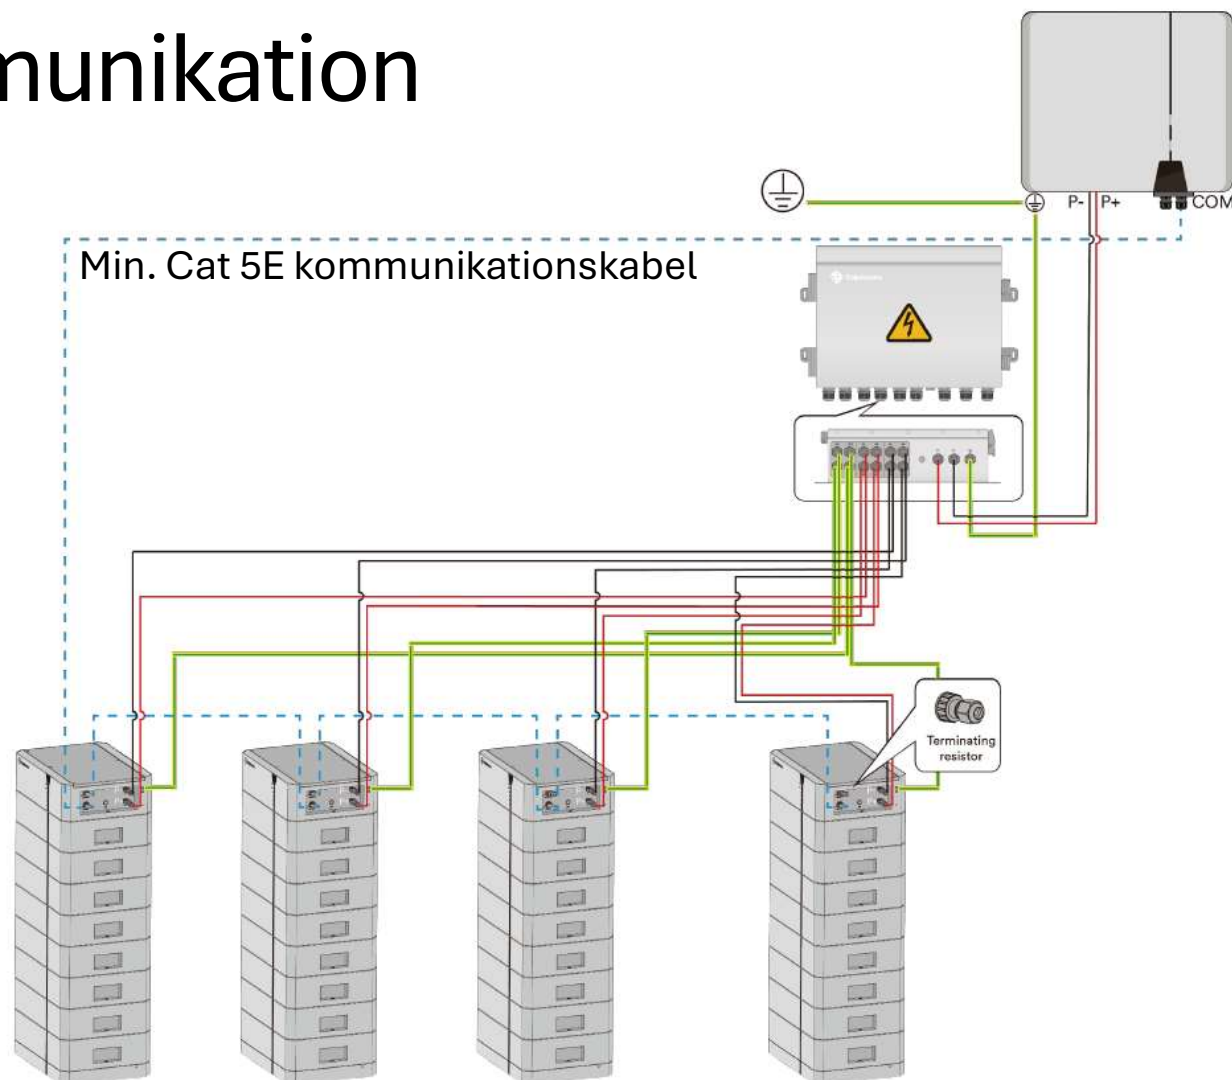 munikation
P- P+
COM
Min. Cat 5E kommunikationskabel
Terminating
resistor